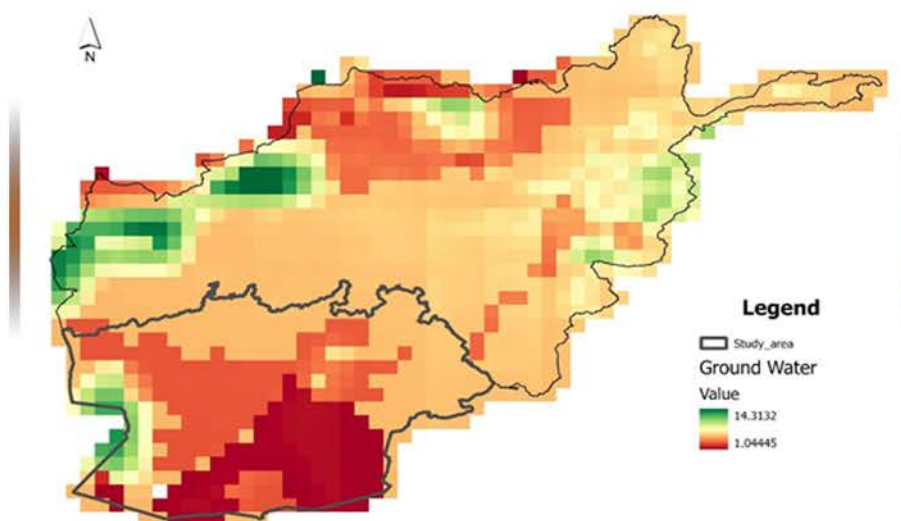 N
Legend
Study_area
Ground Water
Value
14.3132
1.04445